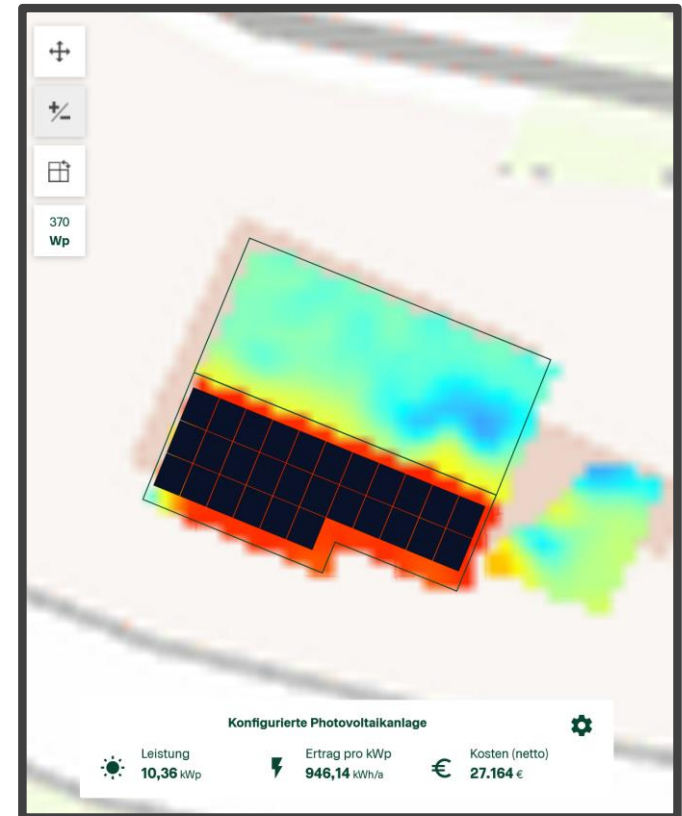 370
Wp
Konfigurierte Photovoltaikanlage
Leistung
10,36 kWp
Ertrag pro kWp
946,14 kWh/a
Kosten (netto)
27.164 €